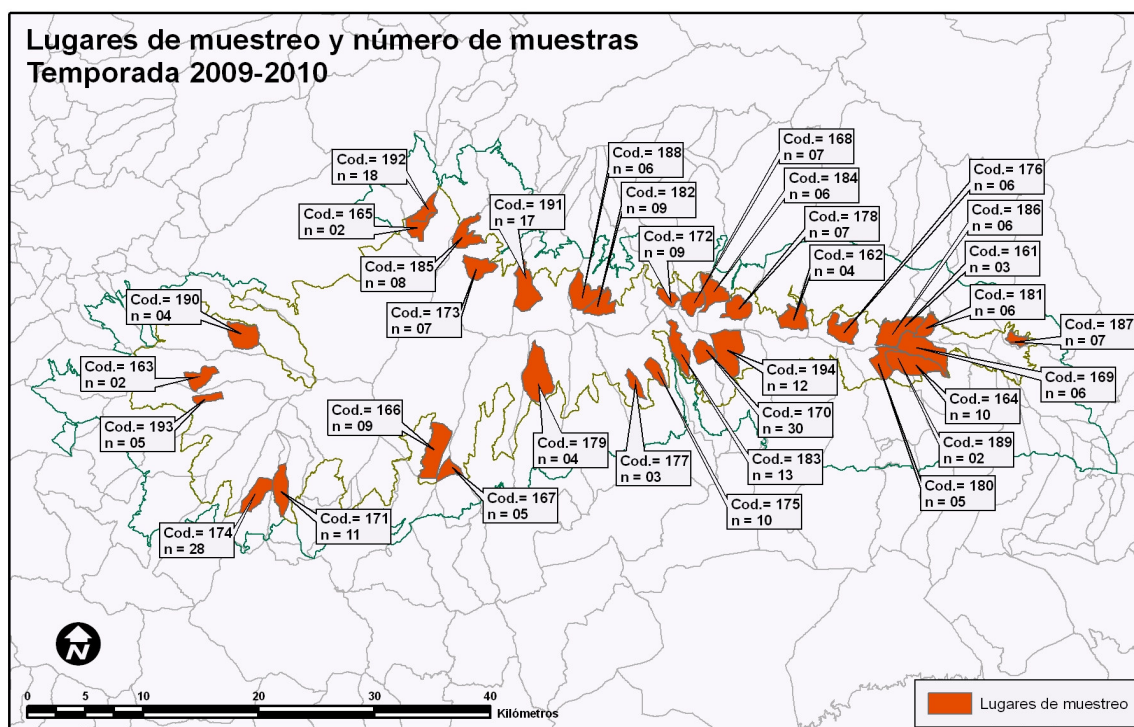 Lugares de muestreo y número de muestras
Temporada 2009-2010
Cod.= 192
n = 18
Cod.= 165
n = 02
Cod.= 185
n = 08
Cod.= 173
n = 07
Cod.= 191
n = 17
Cod.= 188
n = 06
Cod.= 182
n = 09
Cod.= 172
n = 09
Cod.= 168
n = 07
Cod.= 184
n = 06
Cod.= 178
n = 07
Cod.= 162
n = 04
Cod.= 176
n = 06
Cod.= 186
n = 06
Cod.= 161
n = 03
Cod.= 181
n = 06
Cod.= 187
n = 07
Cod.= 190
n = 04
Cod.= 163
n = 02
Cod.= 193
n = 05
Cod.= 166
n = 09
Cod.= 174
n = 28
Cod.= 171
n = 11
Cod.= 167
n = 05
Cod.= 179
n = 04
Cod.= 177
n = 03
Cod.= 175
n = 10
Cod.= 183
n = 13
Cod.= 170
n = 30
Cod.= 194
n = 12
Cod.= 169
n = 06
Cod.= 164
n = 10
Cod.= 189
n = 02
Cod.= 180
n = 05
N
0 5 10 20 30 40
Kilómetros
Lugares de muestreo